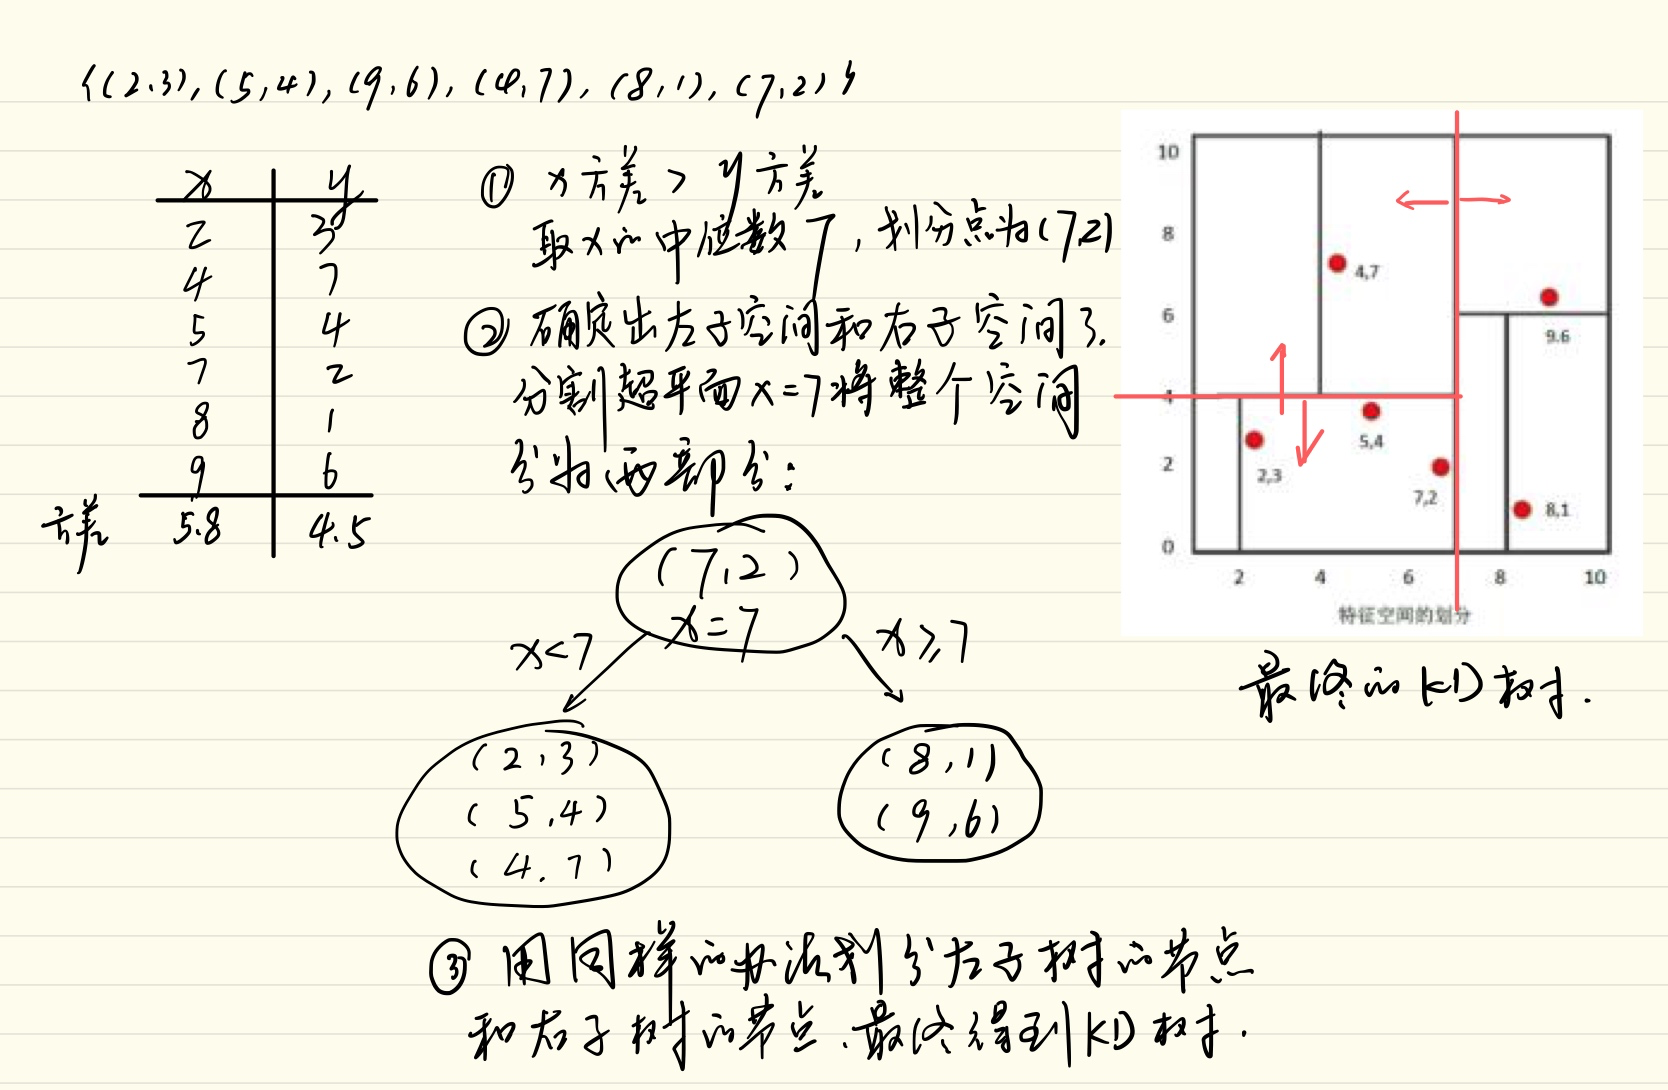 {(2,3),(5,4),(9,6),(4,7),(8,1),(7,2)}
x y
2 3
4 7
5 4
7 2
8 1
9 6
方差 5.8 4.5
① x方差 > y方差
取x的中位数7,划分点为(7,2)
② 确定出左子空间和右子空间了.
分割超平面x=7将整个空间
分为两部分:
(7,2)
x=7
x<7 x≥7
(2,3)
(5,4)
(4,7)
(8,1)
(9,6)
③ 用同样的办法划分左子树的节点
和右子树的节点.最终得到KD树.
10
8
6
4
2
0
2 4 6 8 10
4,7
9.6
5,4
2,3
7,2
8,1
特征空间的划分
最终的KD树.